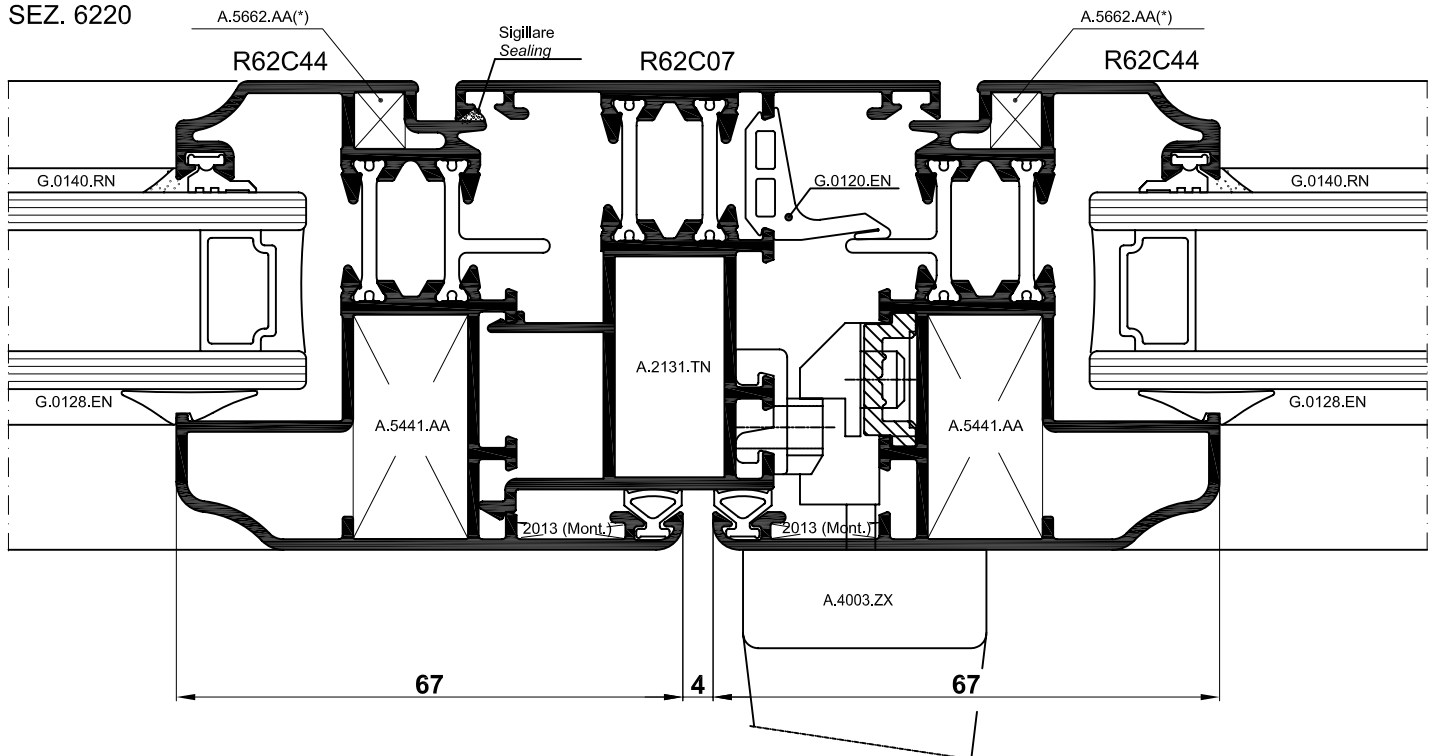 SEZ. 6220
A.5662.AA(*)
Sigillare
Sealing
A.5662.AA(*)
R62C44
R62C07
R62C44
G.0140.RN
G.0120.EN
G.0140.RN
A.2131.TN
G.0128.EN
G.0128.EN
A.5441.AA
A.5441.AA
2013 (Mont.)
2013 (Mont.)
A.4003.ZX
67
4
67